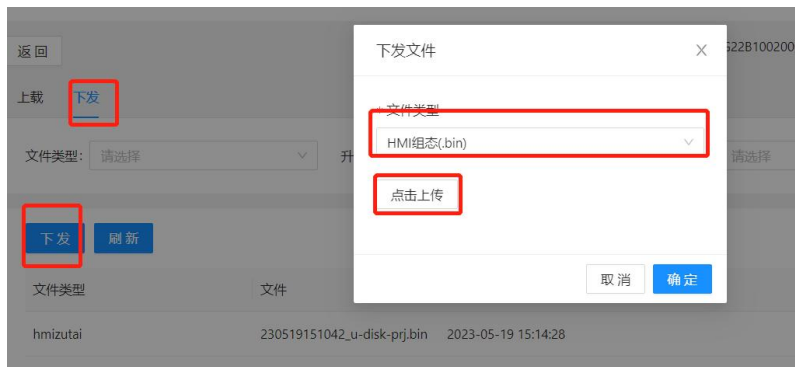 返回
下发文件
S22B100200
上载 下发
* 文件类型
HMI组态(.bin)
文件类型: 请选择
升
请选择
点击上传
下发 刷新
取消 确定
文件类型 文件
hmizutai 230519151042_u-disk-prj.bin 2023-05-19 15:14:28